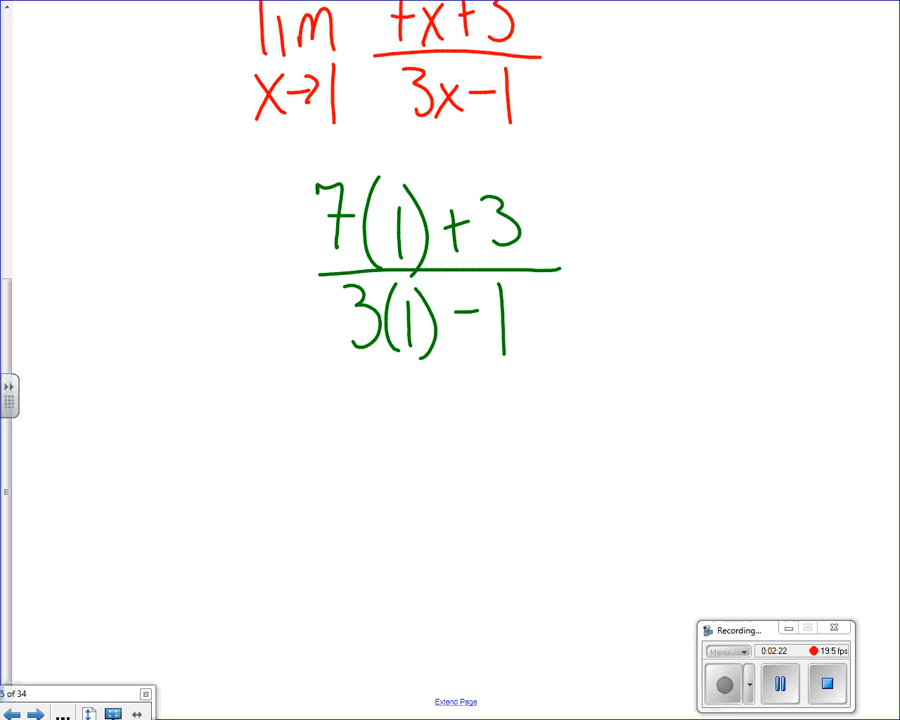 lim 7x+3
x→1 3x-1
7(1)+3
3(1)-1
Recording...
Menu
0:02:22
19.5 fps
5 of 34
Extend Page
...